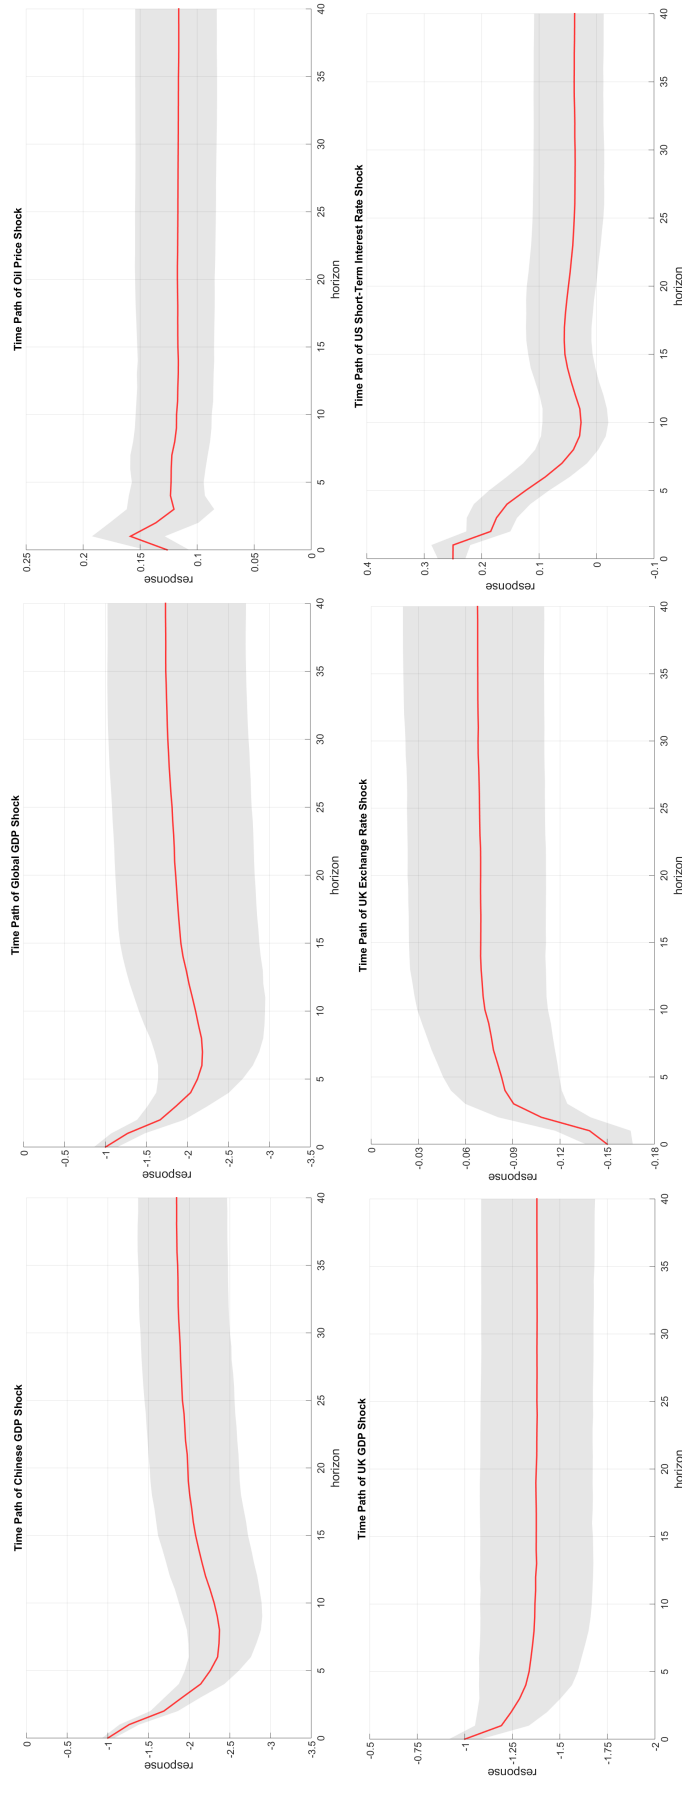 Time Path of Chinese GDP Shock
0
-0.5
-1
-1.5
-2
-2.5
-3
-3.5
response
0 5 10 15 20 25 30 35 40
horizon
Time Path of Global GDP Shock
0
-0.5
-1
-1.5
-2
-2.5
-3
-3.5
response
0 5 10 15 20 25 30 35 40
horizon
Time Path of Oil Price Shock
0.25
0.2
0.15
0.1
0.05
0
response
0 5 10 15 20 25 30 35 40
horizon
Time Path of UK GDP Shock
-0.5
-0.75
-1
-1.25
-1.5
-1.75
-2
response
0 5 10 15 20 25 30 35 40
horizon
Time Path of UK Exchange Rate Shock
0
-0.03
-0.06
-0.09
-0.12
-0.15
-0.18
response
0 5 10 15 20 25 30 35 40
horizon
Time Path of US Short-Term Interest Rate Shock
0.4
0.3
0.2
0.1
0
-0.1
response
0 5 10 15 20 25 30 35 40
horizon